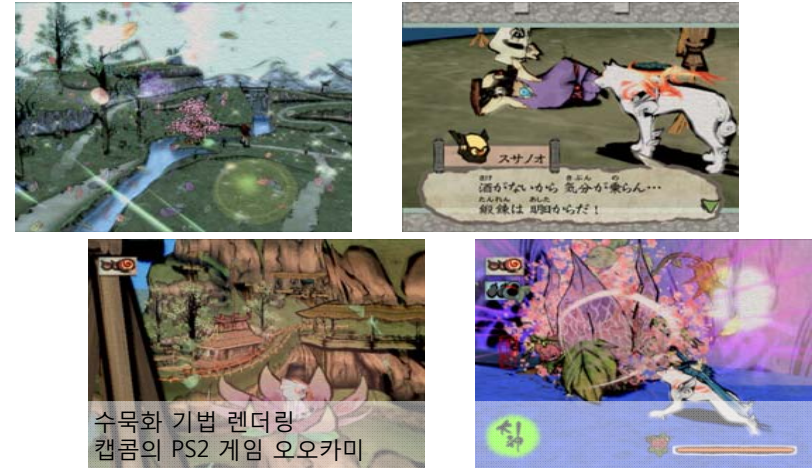 スサノオ
酒がないから 気分が乗らん…
鍛錬は 明日からだ!
수묵화 기법 렌더링
캡콤의 PS2 게임 오오카미
大神